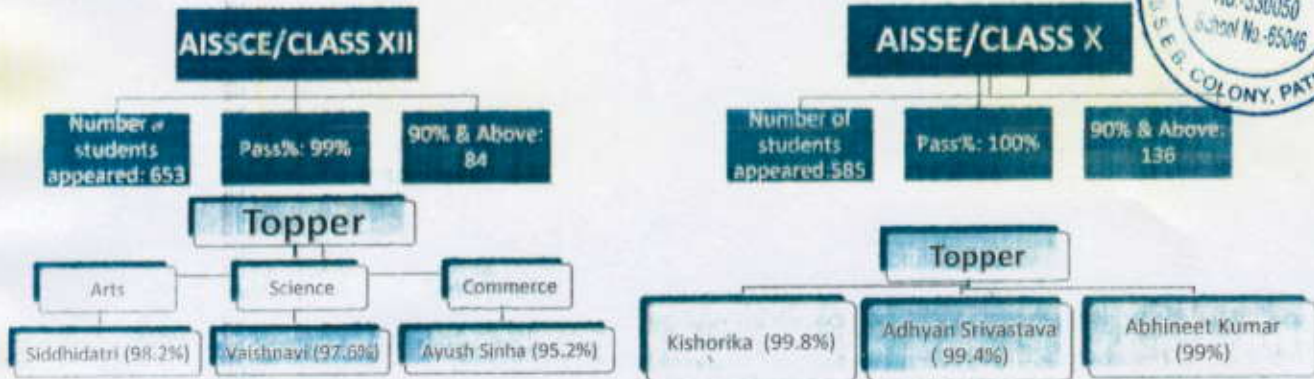 AISSCE/CLASS XII
Number of
students
appeared: 653
Pass%: 99%
90% & Above:
84
Topper
Arts
Science
Commerce
Siddhidatri (98.2%)
Vaishnavi (97.6%)
Ayush Sinha (95.2%)
AISSE/CLASS X
Number of
students
appeared:585
Pass%: 100%
90% & Above:
136
Topper
Kishorika (99.8%)
Adhyan Srivastava
( 99.4%)
Abhineet Kumar
(99%)
No.-330050
School No.-65046
COLONY, PAT